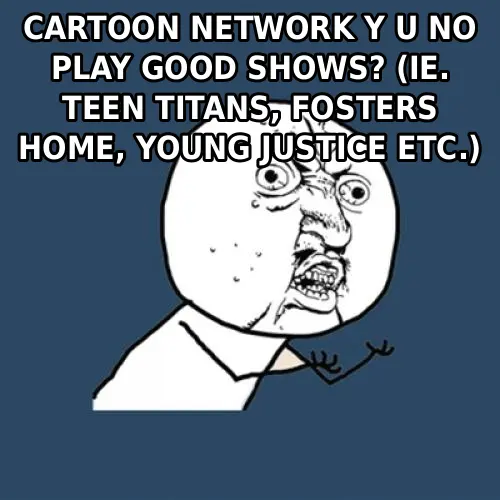 CARTOON NETWORK Y U NO
PLAY GOOD SHOWS? (IE.
TEEN TITANS, FOSTERS
HOME, YOUNG JUSTICE ETC.)